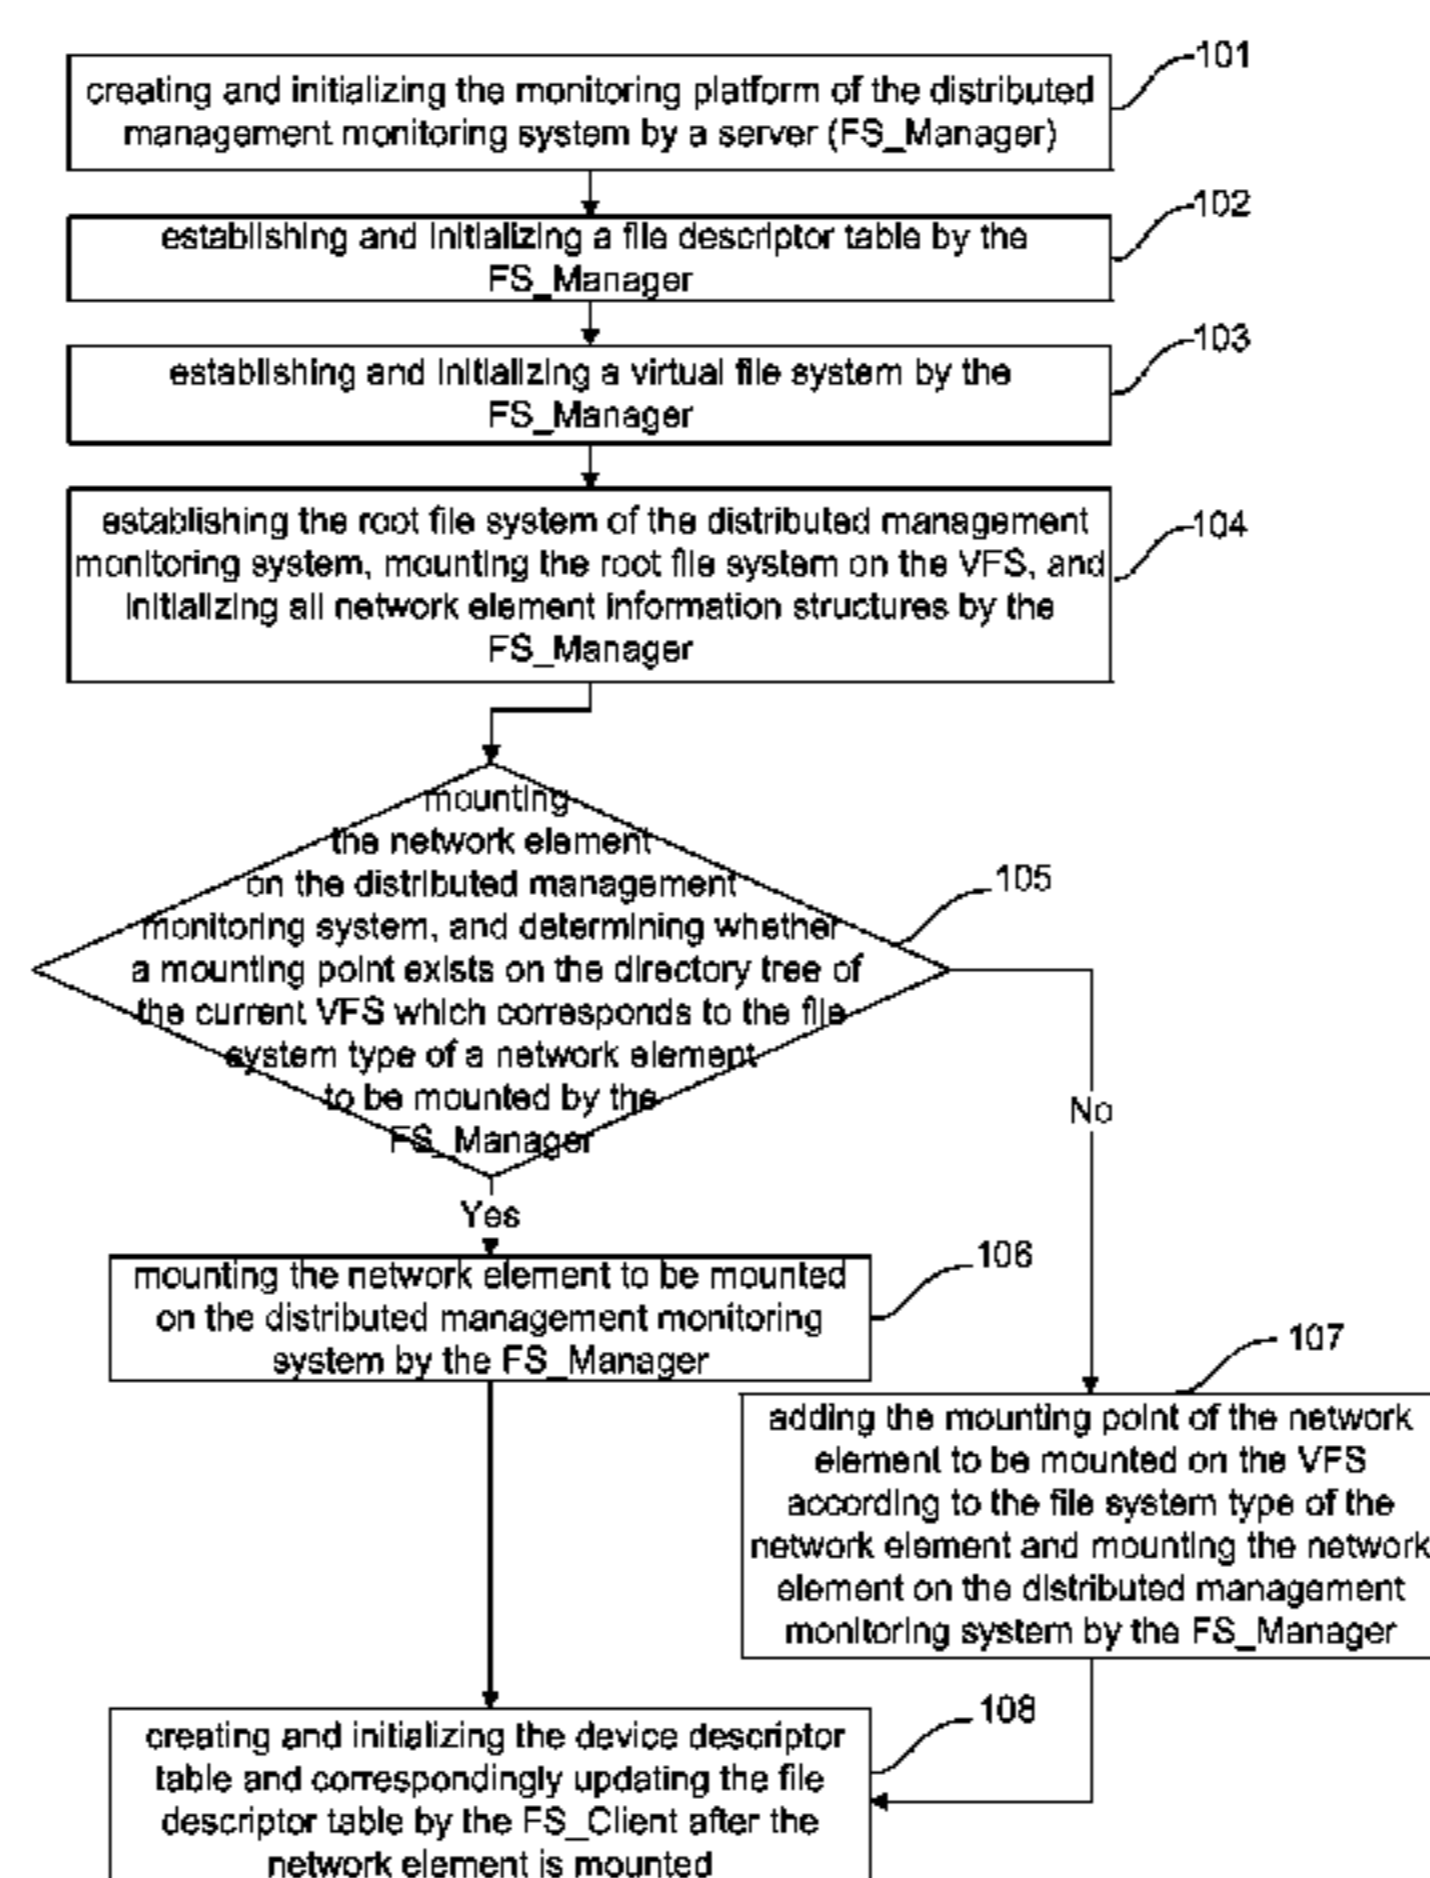 101
creating and initializing the monitoring platform of the distributed
management monitoring system by a server (FS_Manager)
102
establishing and initializing a file descriptor table by the
FS_Manager
103
establishing and initializing a virtual file system by the
FS_Manager
104
establishing the root file system of the distributed management
monitoring system, mounting the root file system on the VFS, and
initializing all network element information structures by the
FS_Manager
105
mounting
the network element
on the distributed management
monitoring system, and determining whether
a mounting point exists on the directory tree of
the current VFS which corresponds to the file
system type of a network element
to be mounted by the
FS_Manager
No
Yes
106
mounting the network element to be mounted
on the distributed management monitoring
system by the FS_Manager
107
adding the mounting point of the network
element to be mounted on the VFS
according to the file system type of the
network element and mounting the network
element on the distributed management
monitoring system by the FS_Manager
108
creating and initializing the device descriptor
table and correspondingly updating the file
descriptor table by the FS_Client after the
network element is mounted